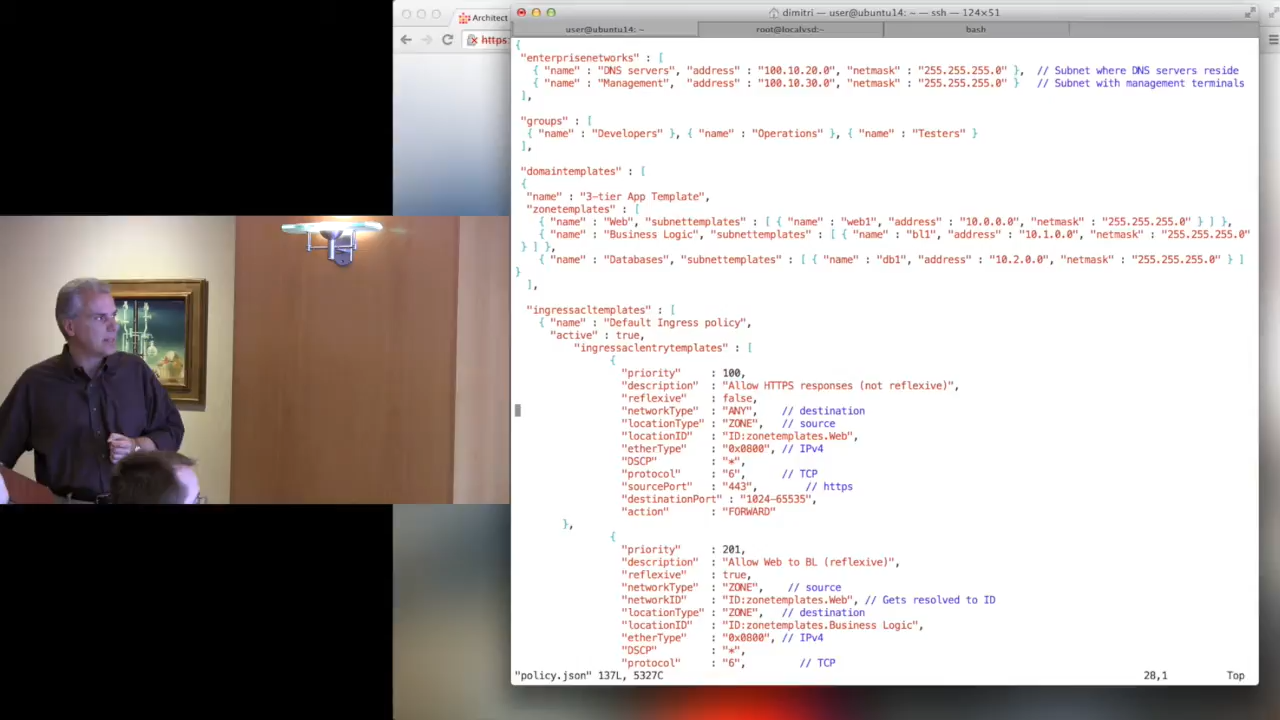 Architect
https:
dimitri — user@ubuntu14: ~ — ssh — 124×51
user@ubuntu14: ~
root@localvsd:~
bash
{
"enterprisenetworks" : [
{ "name" : "DNS servers", "address" : "100.10.20.0", "netmask" : "255.255.255.0" }, // Subnet where DNS servers reside
{ "name" : "Management", "address" : "100.10.30.0", "netmask" : "255.255.255.0" } // Subnet with management terminals
],
"groups" : [
{ "name" : "Developers" }, { "name" : "Operations" }, { "name" : "Testers" }
],
"domaintemplates" : [
{
"name" : "3-tier App Template",
"zonetemplates" : [
{ "name" : "Web", "subnettemplates" : [ { "name" : "web1", "address" : "10.0.0.0", "netmask" : "255.255.255.0" } ] },
{ "name" : "Business Logic", "subnettemplates" : [ { "name" : "bl1", "address" : "10.1.0.0", "netmask" : "255.255.255.0"
} ] },
{ "name" : "Databases", "subnettemplates" : [ { "name" : "db1", "address" : "10.2.0.0", "netmask" : "255.255.255.0" } ]
}
],
"ingressacltemplates" : [
{ "name" : "Default Ingress policy",
"active" : true,
"ingressaclentrytemplates" : [
{
"priority" : 100,
"description" : "Allow HTTPS responses (not reflexive)",
"reflexive" : false,
"networkType" : "ANY", // destination
"locationType" : "ZONE", // source
"locationID" : "ID:zonetemplates.Web",
"etherType" : "0x0800", // IPv4
"DSCP" : "*",
"protocol" : "6", // TCP
"sourcePort" : "443", // https
"destinationPort" : "1024-65535",
"action" : "FORWARD"
},
{
"priority" : 201,
"description" : "Allow Web to BL (reflexive)",
"reflexive" : true,
"networkType" : "ZONE", // source
"networkID" : "ID:zonetemplates.Web", // Gets resolved to ID
"locationType" : "ZONE", // destination
"locationID" : "ID:zonetemplates.Business Logic",
"etherType" : "0x0800", // IPv4
"DSCP" : "*",
"protocol" : "6", // TCP
"policy.json" 137L, 5327C 28,1 Top